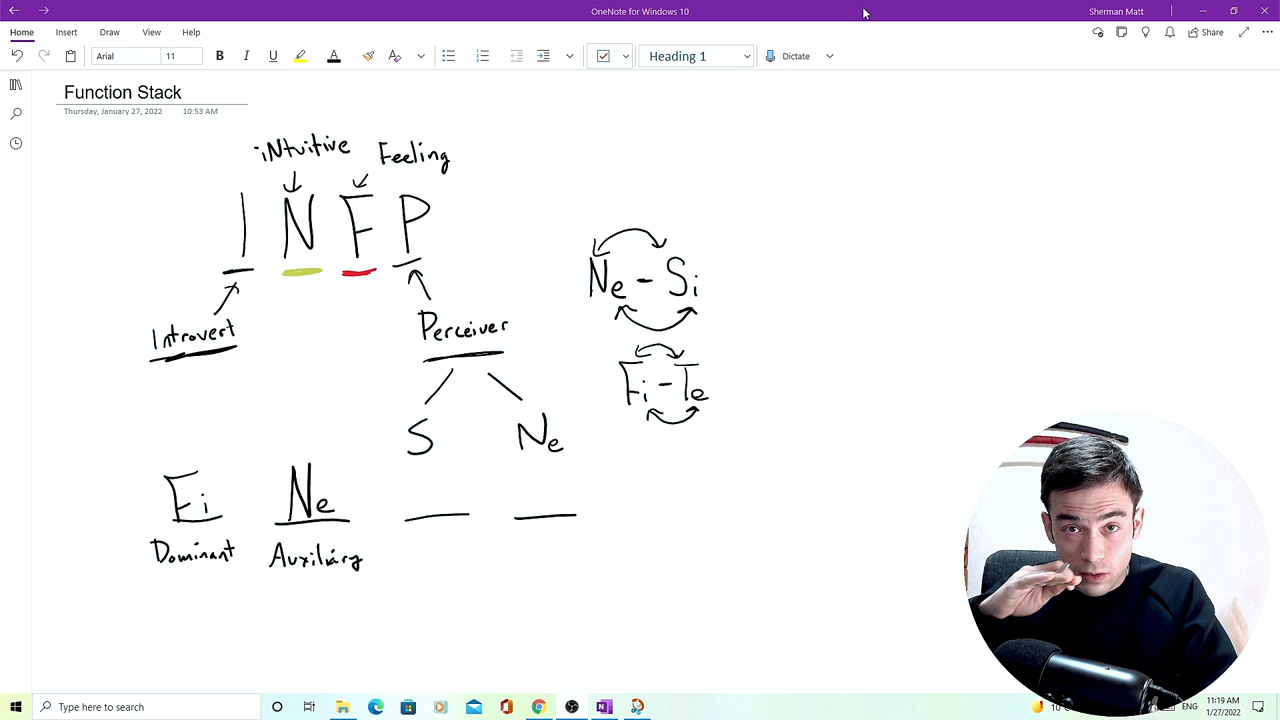 OneNote for Windows 10
Sherman Matt
Home Insert Draw View Help
Share
Arial 11 B I U A Heading 1 Dictate
Function Stack
Thursday, January 27, 2022 10:53 AM
iNtuitive Feeling
I N F P
Introvert Perceiver
Ne - Si
Fi - Te
S Ne
Fi Ne
Dominant Auxiliary
Type here to search
ENG
11:19 AM
1/27/2022